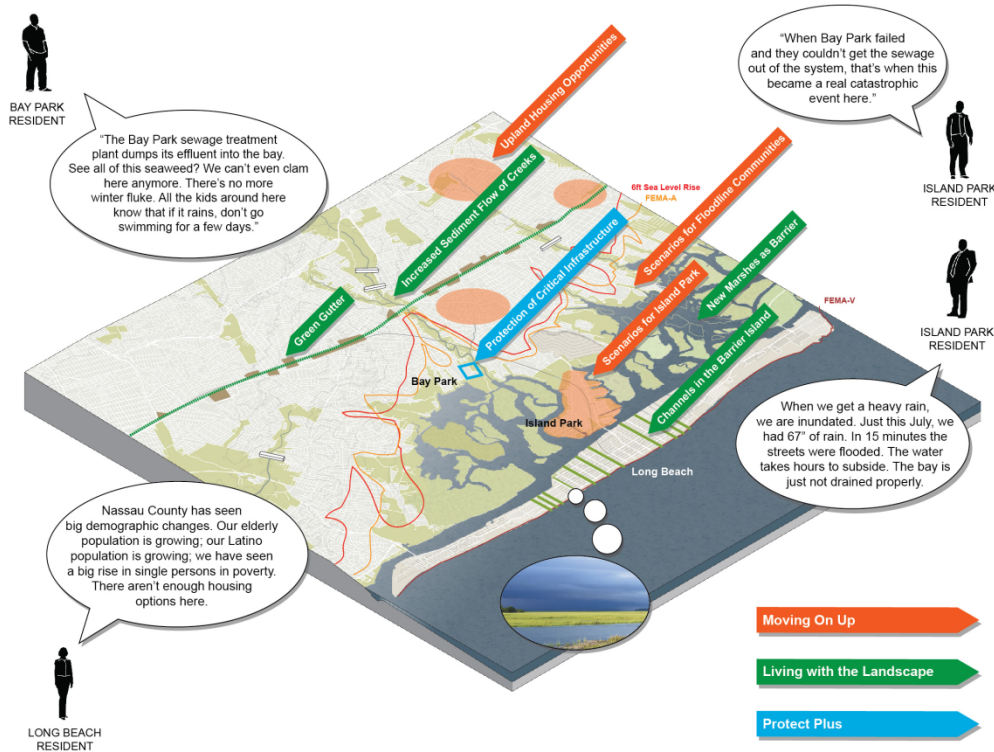 BAY PARK
RESIDENT
“The Bay Park sewage treatment
plant dumps its effluent into the bay.
See all of this seaweed? We can’t even clam
here anymore. There’s no more
winter fluke. All the kids around here
know that if it rains, don’t go
swimming for a few days.”
“When Bay Park failed
and they couldn’t get the sewage
out of the system, that’s when this
became a real catastrophic
event here.”
ISLAND PARK
RESIDENT
Upland Housing Opportunities
Increased Sediment Flow of Creeks
Green Gutter
Protection of Critical Infrastructure
6ft Sea Level Rise
FEMA-A
Scenarios for Floodline Communities
Scenarios for Island Park
New Marshes as Barrier
Channels in the Barrier Island
FEMA-V
ISLAND PARK
RESIDENT
Bay Park
Island Park
Long Beach
When we get a heavy rain,
we are inundated. Just this July, we
had 67” of rain. In 15 minutes the
streets were flooded. The water
takes hours to subside. The bay is
just not drained properly.
Nassau County has seen
big demographic changes. Our elderly
population is growing; our Latino
population is growing; we have seen
a big rise in single persons in poverty.
There aren’t enough housing
options here.
LONG BEACH
RESIDENT
Moving On Up
Living with the Landscape
Protect Plus